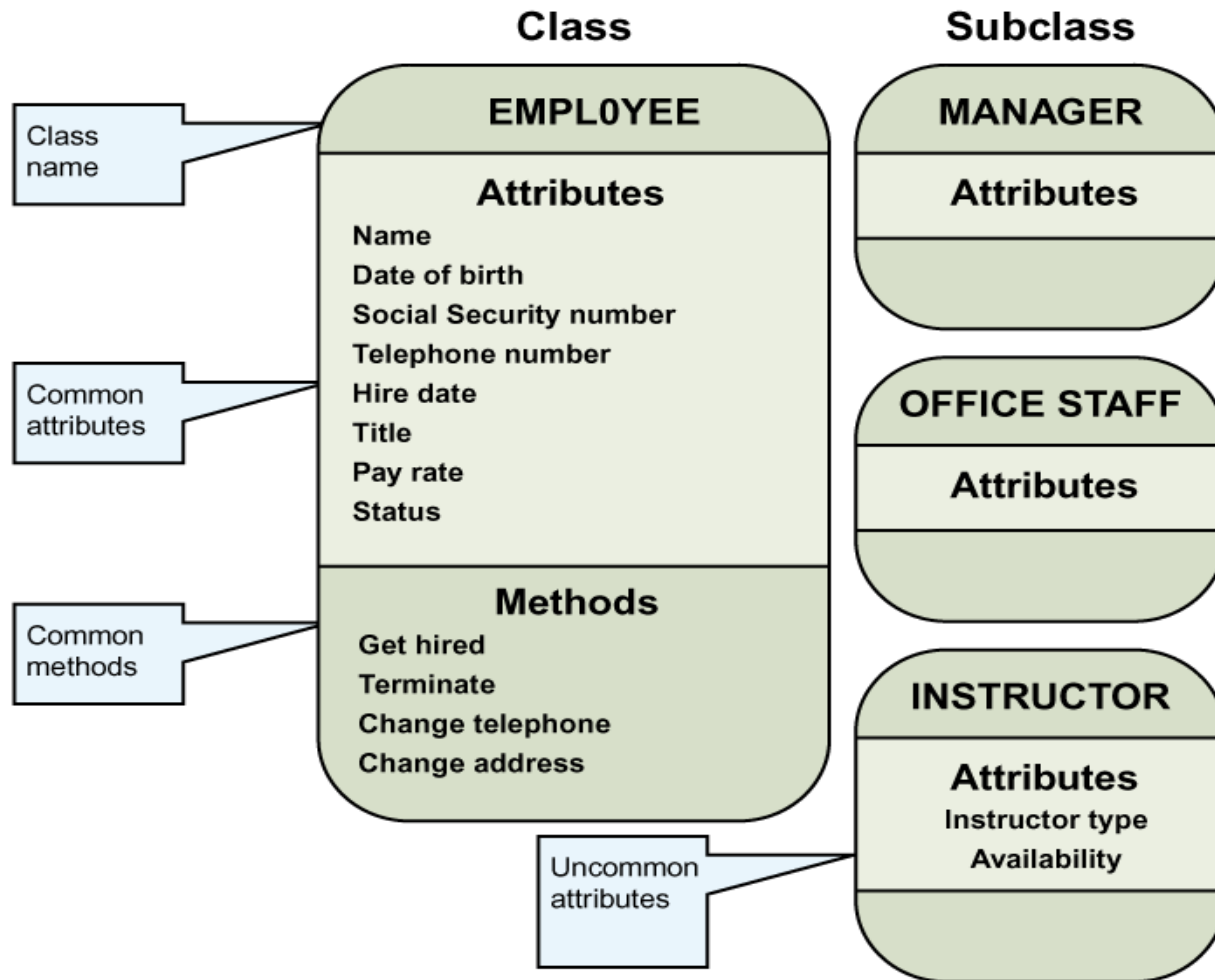 Class
Subclass
Class
name
EMPL0YEE
Attributes
Name
Date of birth
Social Security number
Telephone number
Hire date
Title
Pay rate
Status
Common
attributes
Methods
Get hired
Terminate
Change telephone
Change address
Common
methods
MANAGER
Attributes
OFFICE STAFF
Attributes
INSTRUCTOR
Attributes
Instructor type
Availability
Uncommon
attributes